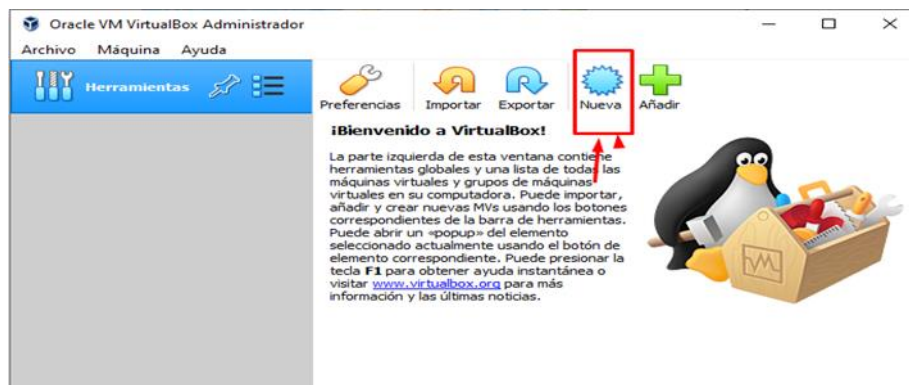 Oracle VM VirtualBox Administrador
Archivo Máquina Ayuda
Herramientas
Preferencias Importar Exportar Nueva Añadir
¡Bienvenido a VirtualBox!
La parte izquierda de esta ventana contiene
herramientas globales y una lista de todas las
máquinas virtuales y grupos de máquinas
virtuales en su computadora. Puede importar,
añadir y crear nuevas MVs usando los botones
correspondientes de la barra de herramientas.
Puede abrir un «popup» del elemento
seleccionado actualmente usando el botón de
elemento correspondiente. Puede presionar la
tecla F1 para obtener ayuda instantánea o
visitar www.virtualbox.org para más
información y las últimas noticias.